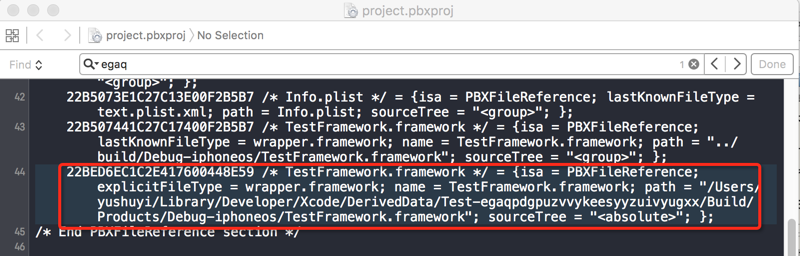 project.pbxproj
project.pbxproj No Selection
Find egaq 1 Done
"<group>"; };
42 22B5073E1C27C13E00F2B5B7 /* Info.plist */ = {isa = PBXFileReference; lastKnownFileType =
text.plist.xml; path = Info.plist; sourceTree = "<group>"; };
43 22B507441C27C17400F2B5B7 /* TestFramework.framework */ = {isa = PBXFileReference;
lastKnownFileType = wrapper.framework; name = TestFramework.framework; path = "../
build/Debug-iphoneos/TestFramework.framework"; sourceTree = "<group>"; };
44 22BED6EC1C2E417600448E59 /* TestFramework.framework */ = {isa = PBXFileReference;
explicitFileType = wrapper.framework; name = TestFramework.framework; path = "/Users/
yushuyi/Library/Developer/Xcode/DerivedData/Test-egaqpdgpuzvvykeesyyzuivyugxx/Build/
Products/Debug-iphoneos/TestFramework.framework"; sourceTree = "<absolute>"; };
45 /* End PBXFileReference section */
46